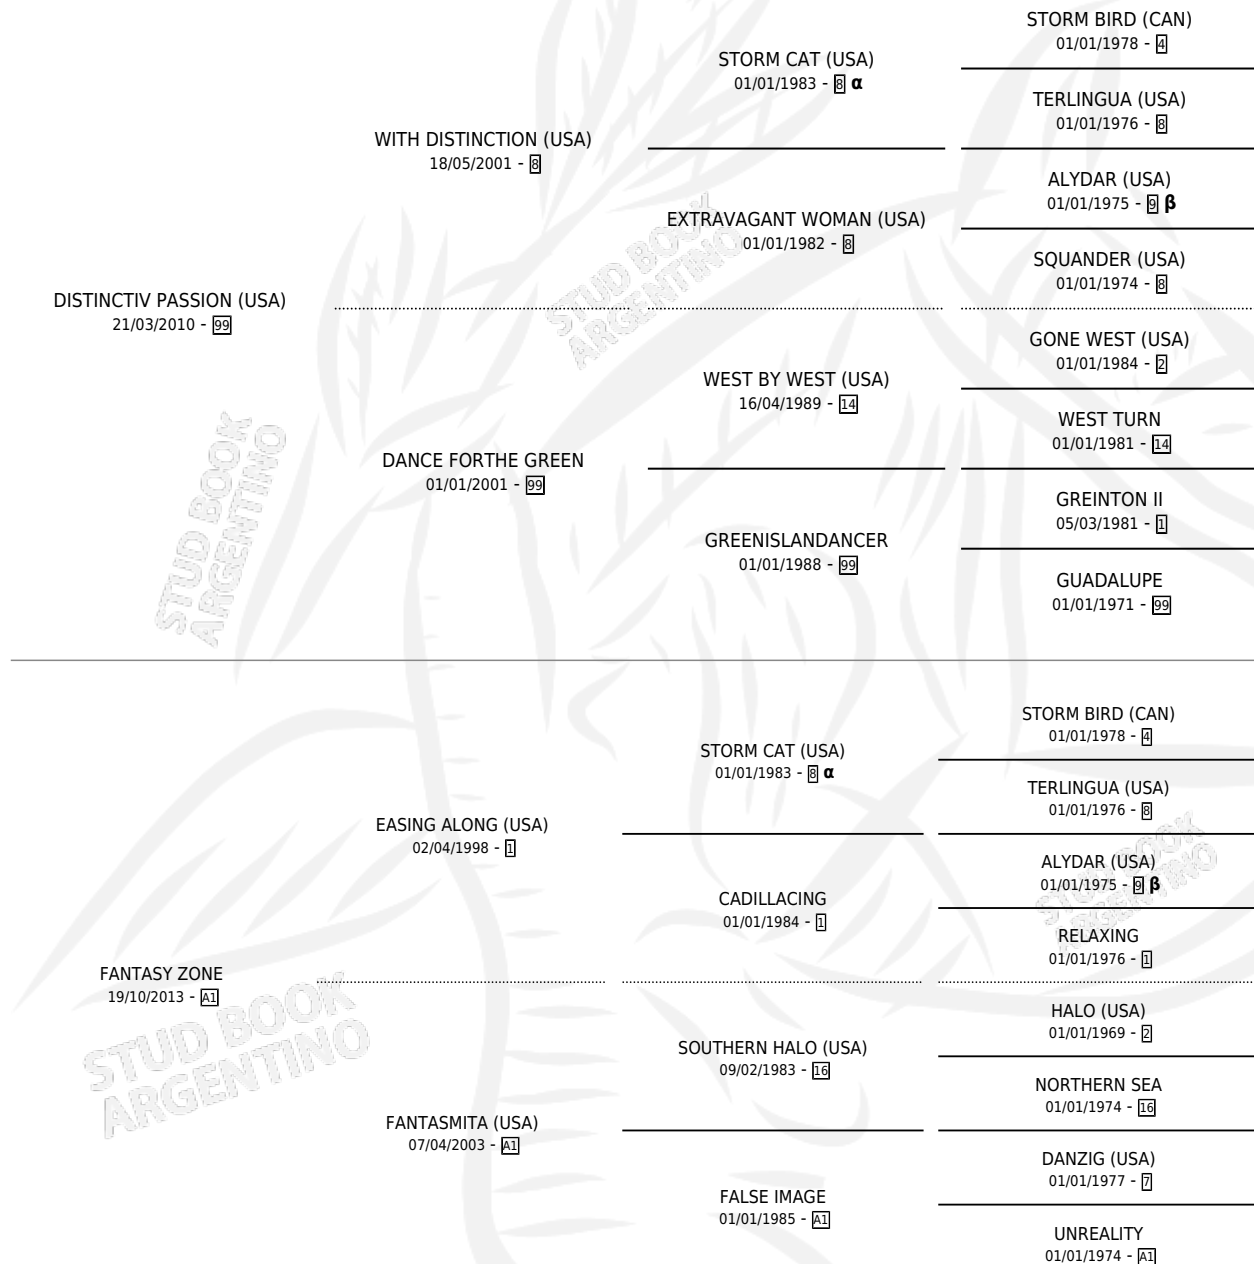 STORM BIRD (CAN)
01/01/1978 - 4
STORM CAT (USA)
01/01/1983 - 8 α
TERLINGUA (USA)
01/01/1976 - 8
WITH DISTINCTION (USA)
18/05/2001 - 8
ALYDAR (USA)
01/01/1975 - 9 β
EXTRAVAGANT WOMAN (USA)
01/01/1982 - 8
SQUANDER (USA)
01/01/1974 - 8
DISTINCTIV PASSION (USA)
21/03/2010 - 99
GONE WEST (USA)
01/01/1984 - 2
WEST BY WEST (USA)
16/04/1989 - 14
WEST TURN
01/01/1981 - 14
DANCE FORTHE GREEN
01/01/2001 - 99
GREINTON II
05/03/1981 - 1
GREENISLANDANCER
01/01/1988 - 99
GUADALUPE
01/01/1971 - 99
STORM BIRD (CAN)
01/01/1978 - 4
STORM CAT (USA)
01/01/1983 - 8 α
TERLINGUA (USA)
01/01/1976 - 8
EASING ALONG (USA)
02/04/1998 - 1
ALYDAR (USA)
01/01/1975 - 9 β
CADILLACING
01/01/1984 - 1
RELAXING
01/01/1976 - 1
FANTASY ZONE
19/10/2013 - A1
HALO (USA)
01/01/1969 - 2
SOUTHERN HALO (USA)
09/02/1983 - 16
NORTHERN SEA
01/01/1974 - 16
FANTASMITA (USA)
07/04/2003 - A1
DANZIG (USA)
01/01/1977 - 7
FALSE IMAGE
01/01/1985 - A1
UNREALITY
01/01/1974 - A1
STUD BOOK
ARGENTINO
STUD BOOK
ARGENTINO
STUD BOOK
ARGENTINO
STUD BOOK
ARGENTINO